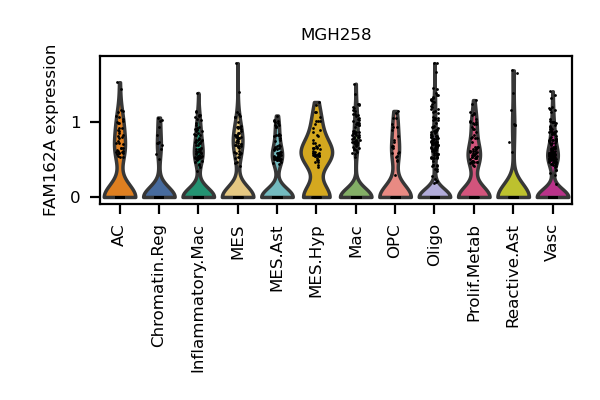 MGH258
FAM162A expression
1
0
AC
Chromatin.Reg
Inflammatory.Mac
MES
MES.Ast
MES.Hyp
Mac
OPC
Oligo
Prolif.Metab
Reactive.Ast
Vasc